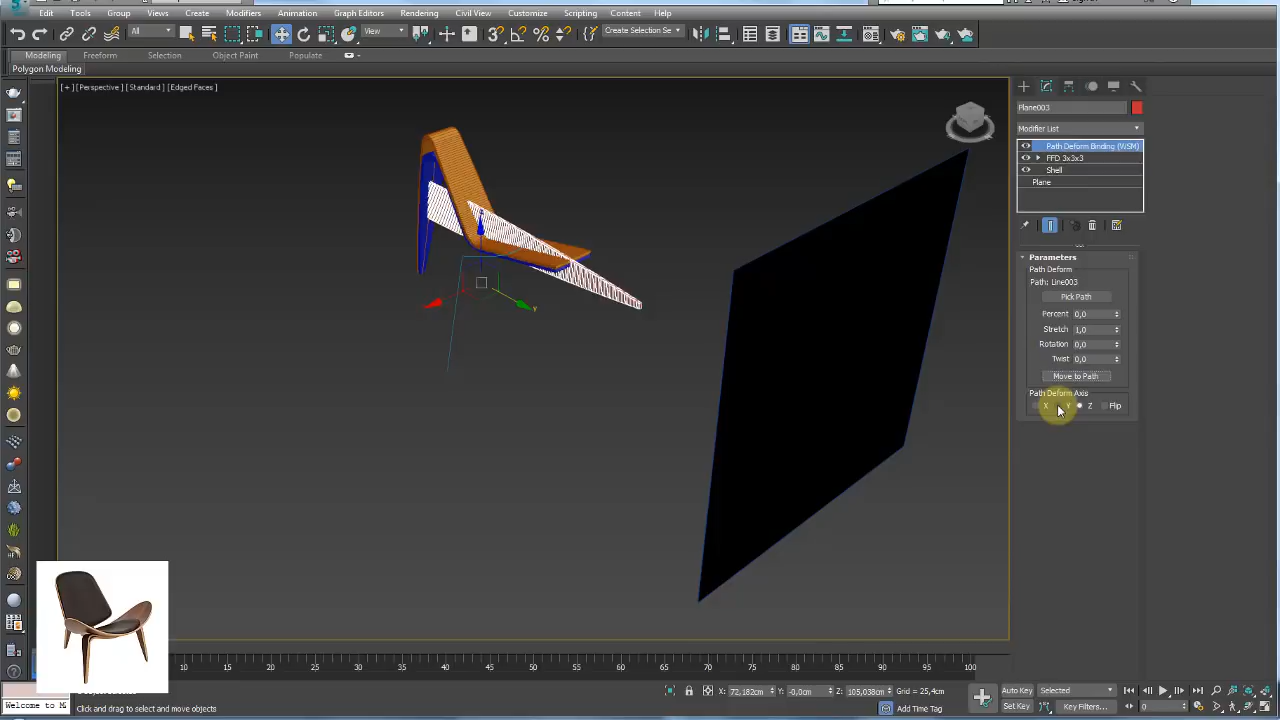 Edit Tools Group Views Create Modifiers Animation Graph Editors Rendering Civil View Customize Scripting Content Help
All View Create Selection Se
Modeling Freeform Selection Object Paint Populate
Polygon Modeling
[+] [Perspective] [Standard] [Edged Faces]
Plane003
Modifier List
Path Deform Binding (WSM)
FFD 3x3x3
Shell
Plane
Parameters
Path Deform
Path: Line003
Pick Path
Percent 0,0
Stretch 1,0
Rotation 0,0
Twist 0,0
Move to Path
Path Deform Axis
X Y Z Flip
y
10 15 20 25 30 35 40 45 50 55 60 65 70 75 80 85 90 95 100
X: 72,182cm Y: -0,0cm Z: 105,038cm Grid = 25,4cm
Auto Key Selected
Welcome to M
Click and drag to select and move objects
Add Time Tag
Set Key Key Filters... 0